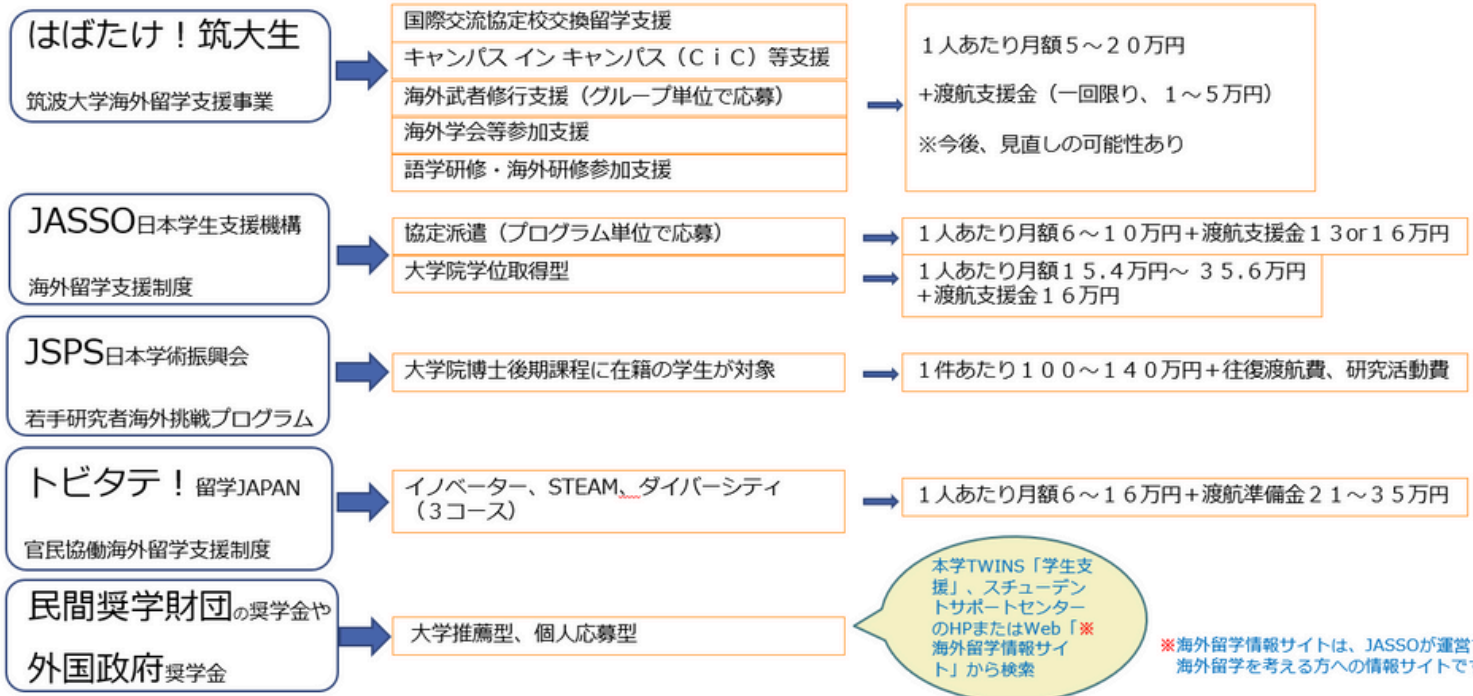 はばたけ！筑大生
筑波大学海外留学支援事業
国際交流協定校交換留学支援
キャンパス イン キャンパス（ＣｉＣ）等支援
海外武者修行支援（グループ単位で応募）
海外学会等参加支援
語学研修・海外研修参加支援
１人あたり月額５～２０万円
+渡航支援金（一回限り、１～５万円）
※今後、見直しの可能性あり
JASSO日本学生支援機構
海外留学支援制度
協定派遣（プログラム単位で応募）
１人あたり月額６～１０万円＋渡航支援金１３or１６万円
大学院学位取得型
１人あたり月額１５.４万円～ ３５.６万円
+渡航支援金１６万円
JSPS日本学術振興会
若手研究者海外挑戦プログラム
大学院博士後期課程に在籍の学生が対象
１件あたり１００～１４０万円＋往復渡航費、研究活動費
トビタテ！留学JAPAN
官民協働海外留学支援制度
イノベーター、STEAM、ダイバーシティ
（３コース）
１人あたり月額６～１６万円＋渡航準備金２１～３５万円
民間奨学財団の奨学金や
外国政府奨学金
大学推薦型、個人応募型
本学TWINS「学生支
援」、スチューデン
トサポートセンター
のHPまたはWeb「※
海外留学情報サイ
ト」から検索
※海外留学情報サイトは、JASSOが運営
海外留学を考える方への情報サイトで